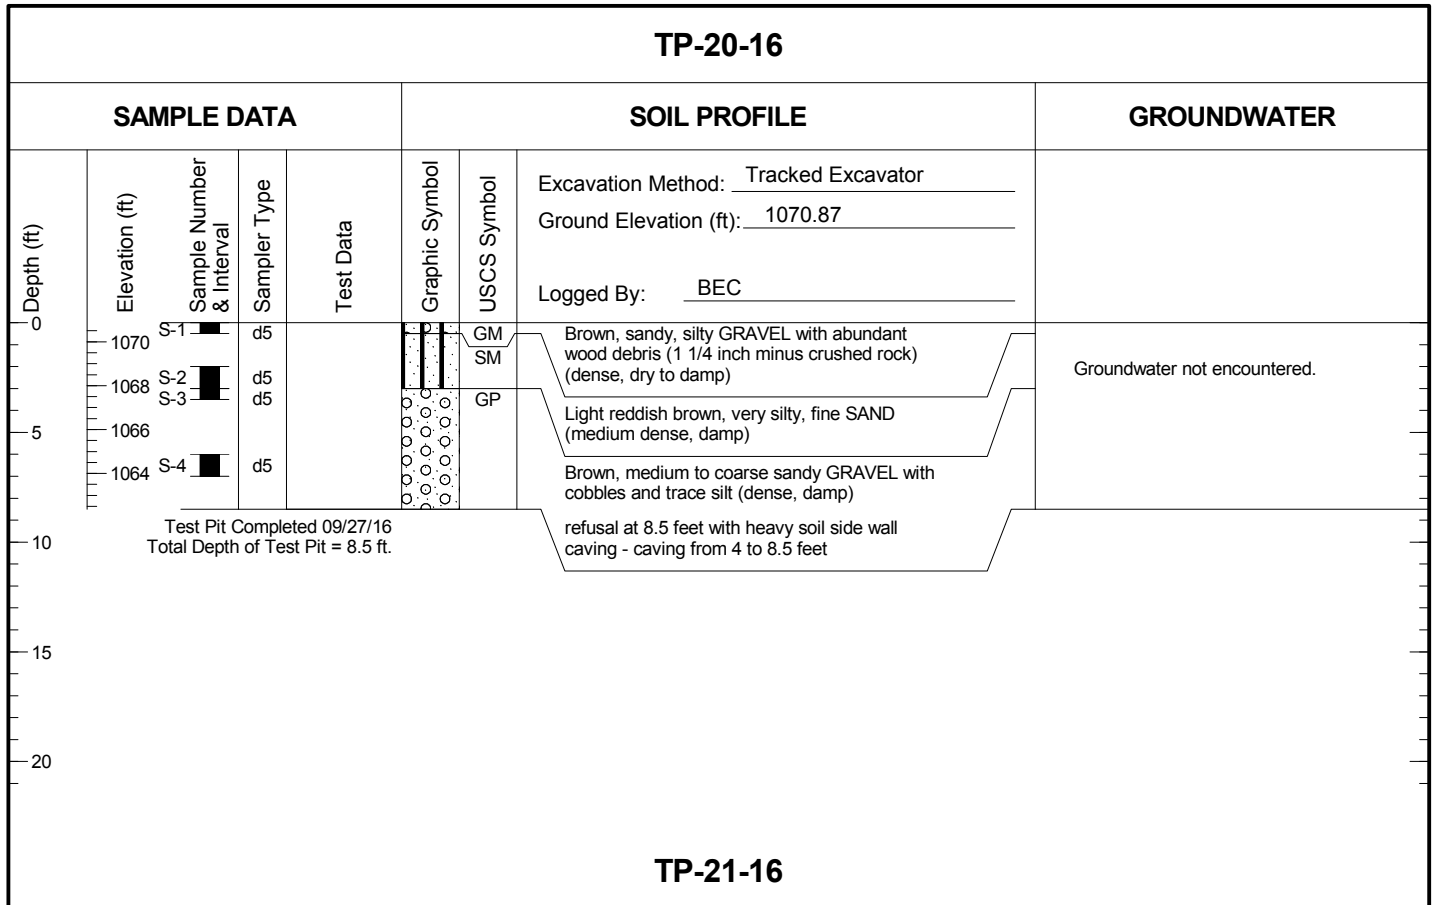 TP-20-16
SAMPLE DATA
SOIL PROFILE
GROUNDWATER
Depth (ft)
Elevation (ft)
Sample Number
& Interval
Sampler Type
Test Data
Graphic Symbol
USCS Symbol
Excavation Method: Tracked Excavator
Ground Elevation (ft): 1070.87
Logged By: BEC
0
5
10
15
20
1070
1068
1066
1064
S-1 d5
S-2 d5
S-3 d5
S-4 d5
GM
SM
GP
Brown, sandy, silty GRAVEL with abundant
wood debris (1 1/4 inch minus crushed rock)
(dense, dry to damp)
Light reddish brown, very silty, fine SAND
(medium dense, damp)
Brown, medium to coarse sandy GRAVEL with
cobbles and trace silt (dense, damp)
refusal at 8.5 feet with heavy soil side wall
caving - caving from 4 to 8.5 feet
Groundwater not encountered.
Test Pit Completed 09/27/16
Total Depth of Test Pit = 8.5 ft.
TP-21-16